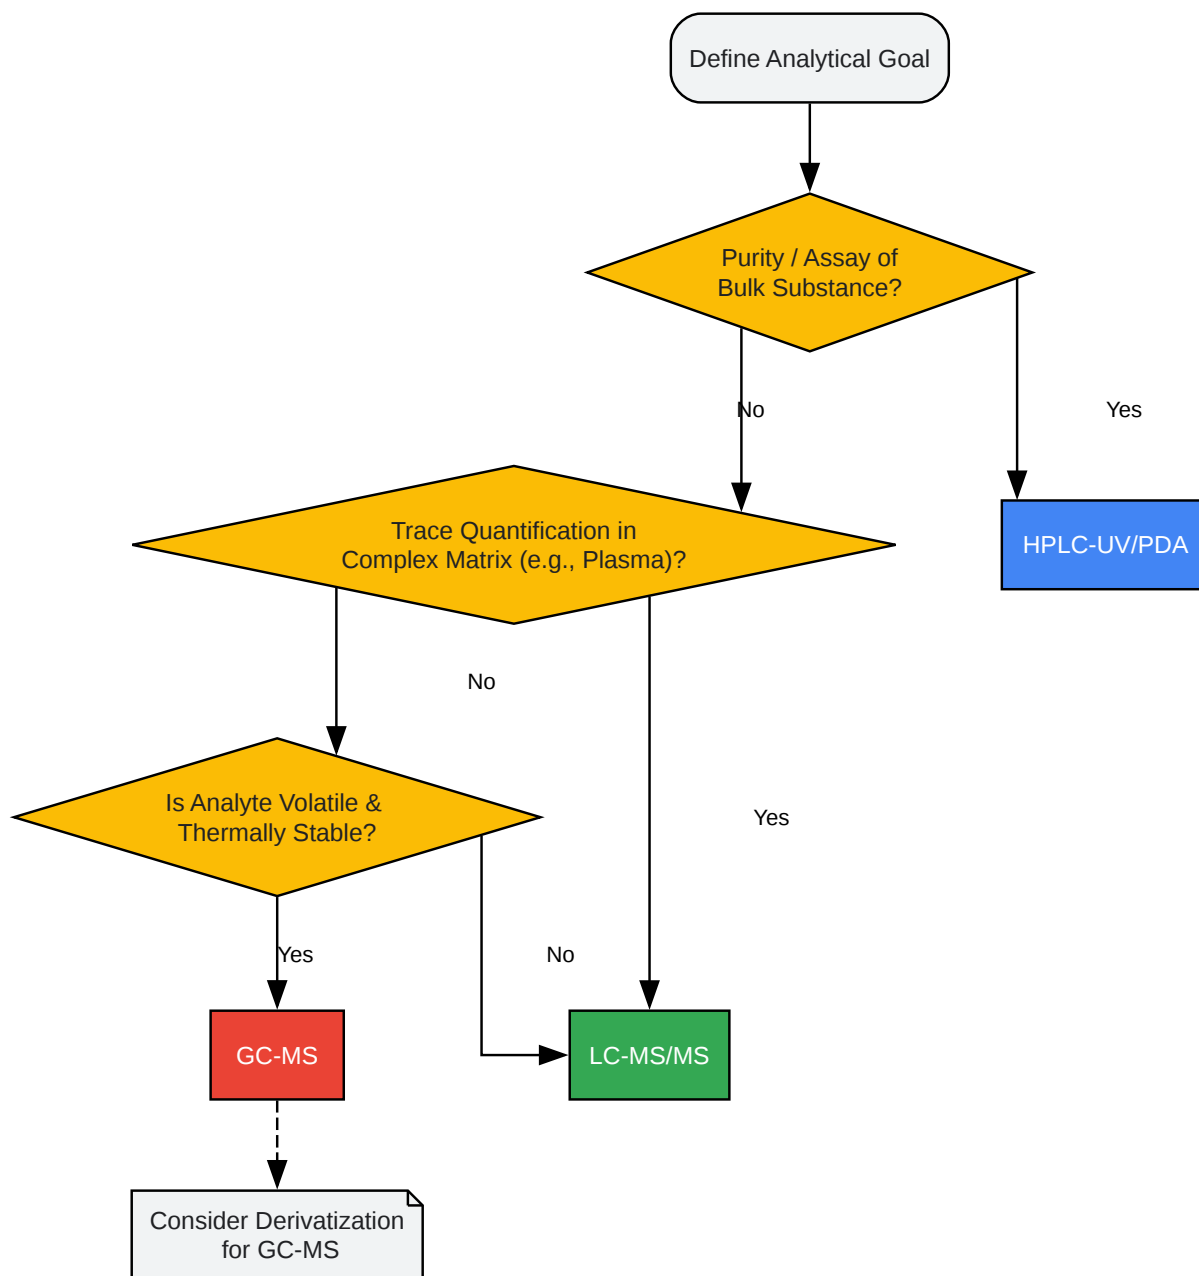 Define Analytical Goal
Purity / Assay of
Bulk Substance?
No
Yes
Trace Quantification in
Complex Matrix (e.g., Plasma)?
HPLC-UV/PDA
No
Is Analyte Volatile &
Thermally Stable?
Yes
Yes
No
GC-MS
LC-MS/MS
Consider Derivatization
for GC-MS